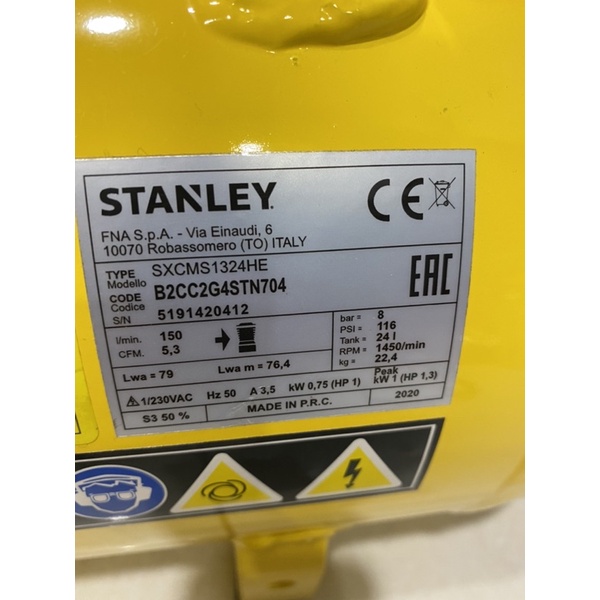 STANLEY.
CE
FNA S.p.A. - Via Einaudi, 6
10070 Robassomero (TO) ITALY
EAC
TYPE SXCMS1324HE
Modello
CODE B2CC2G4STN704
Codice
S/N 5191420412
l/min. 150
CFM. 5,3
bar = 8
PSI = 116
Tank = 24 l
RPM = 1450/min
kg = 22,4
Lwa = 79
Lwa m = 76,4
1/230VAC Hz 50 A 3,5 kW 0,75 (HP 1)
Peak
kW 1 (HP 1,3)
S3 50 %
MADE IN P.R.C.
2020